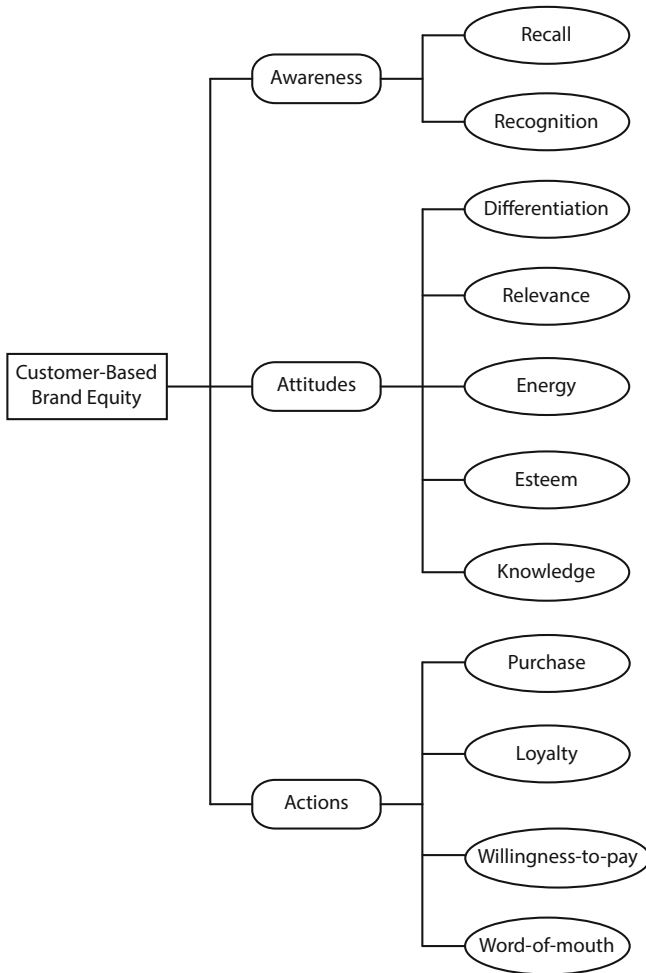 Recall
Awareness
Recognition
Differentiation
Relevance
Customer-Based
Brand Equity
Attitudes
Energy
Esteem
Knowledge
Purchase
Loyalty
Actions
Willingness-to-pay
Word-of-mouth